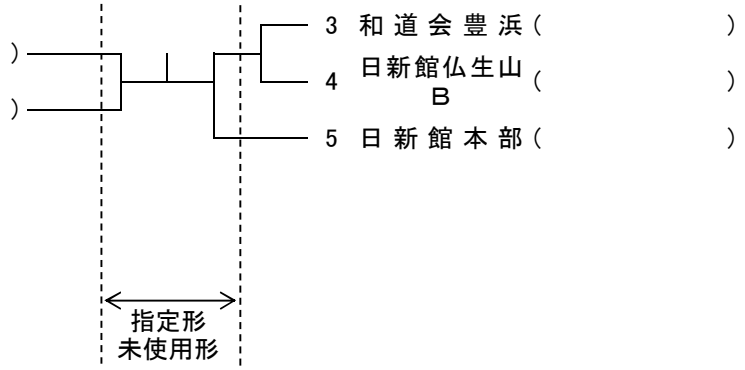 3 和道会豊浜(　　　)
)
4 日新館仏生山B(　　　)
)
5 日新館本部(　　　)
指定形
未使用形